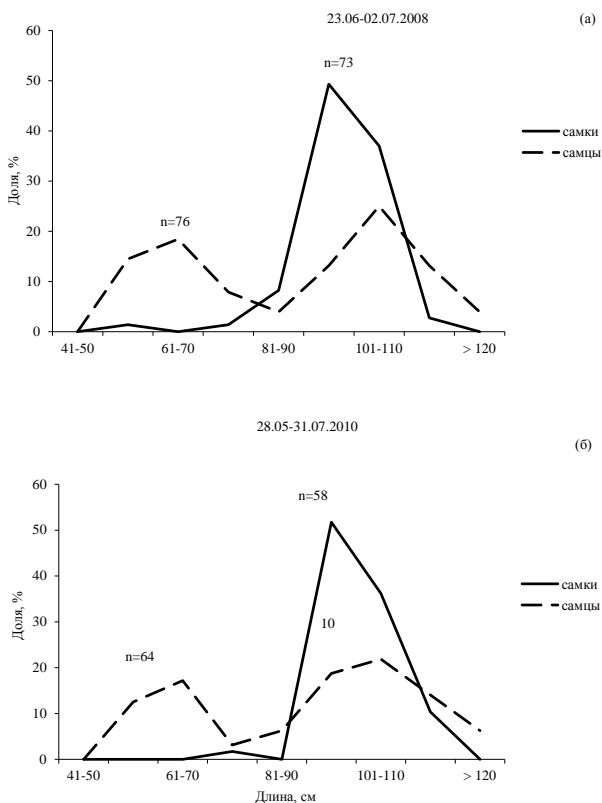 23.06-02.07.2008
(а)
60
50
40
30
20
10
0
Доля, %
n=73
n=76
самки
самцы
41-50 61-70 81-90 101-110 > 120
28.05-31.07.2010
(б)
60
50
40
30
20
10
0
Доля, %
n=58
10
n=64
самки
самцы
41-50 61-70 81-90 101-110 > 120
Длина, см